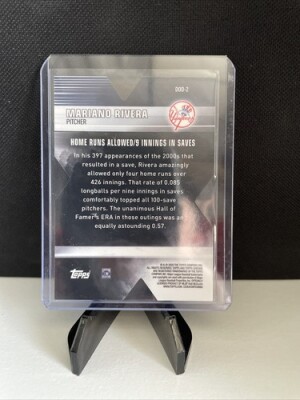 DOD-2
MARIANO RIVERA
PITCHER
HOME RUNS ALLOWED/9 INNINGS IN SAVES
In his 397 appearances of the 2000s that
resulted in a save, Rivera amazingly
allowed only four home runs over
424 innings. That rate of 0.085
longballs per nine innings in saves
comfortably topped all 100-save
pitchers. The unanimous Hall of
Famer's ERA in those outings was an
equally astounding 0.57.
Topps